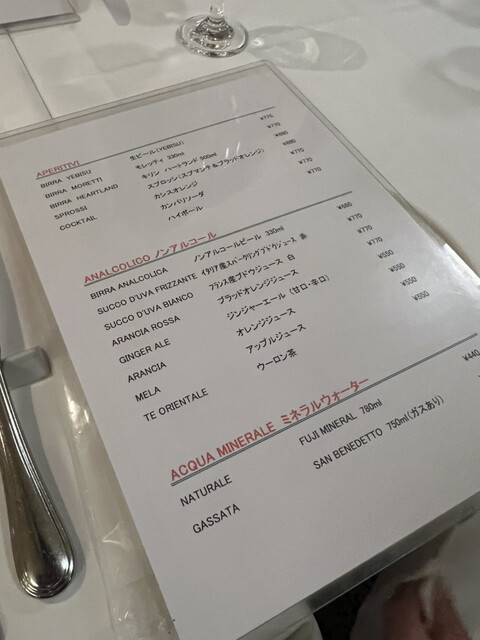 APERITIVI
BIRRA YEBISU 生ビール(YEBISU) ¥770
BIRRA MORETTI モレッティ 330ml ¥770
BIRRA HEARTLAND キリン ハートランド 500ml ¥880
SPROSSI スプロッシ(スプマンテ&ブラッドオレンジ) ¥880
COCKTAIL カシスオレンジ ¥770
カンパリソーダ ¥770
ハイボール
ANALCOLICO ノンアルコール
BIRRA ANALCOLICA ノンアルコールビール 330ml ¥660
SUCCO D'UVA FRIZZANTE イタリア産スパークリングブドウジュース 赤 ¥770
SUCCO D'UVA BIANCO フランス産ブドウジュース 白 ¥770
ARANCIA ROSSA ブラッドオレンジジュース
GINGER ALE ジンジャーエール (甘口・辛口) ¥550
ARANCIA オレンジジュース ¥550
MELA アップルジュース ¥550
TE ORIENTALE ウーロン茶
ACQUA MINERALE ミネラルウォーター
NATURALE FUJI MINERAL 780ml ¥440
GASSATA SAN BENEDETTO 750ml(ガスあり)